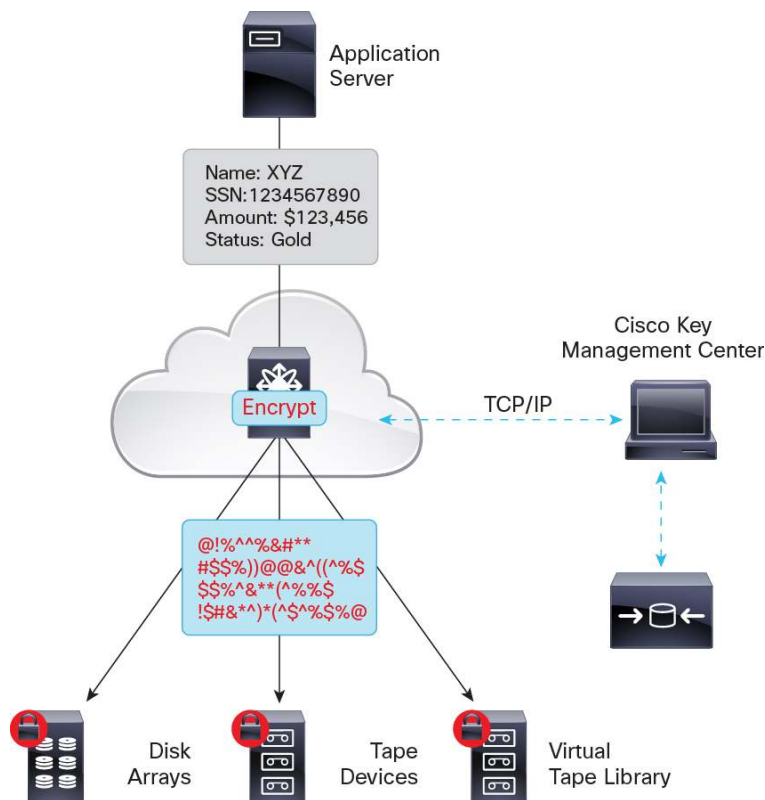 Application
Server
Name: XYZ
SSN:1234567890
Amount: $123,456
Status: Gold
Cisco Key
Management Center
Encrypt
TCP/IP
@!%^^%&#**
#$$%))@@&^((^%$
$$%^&**(^%%$
!$#&*^)*(^$^%$%@
Disk
Arrays
Tape
Devices
Virtual
Tape Library